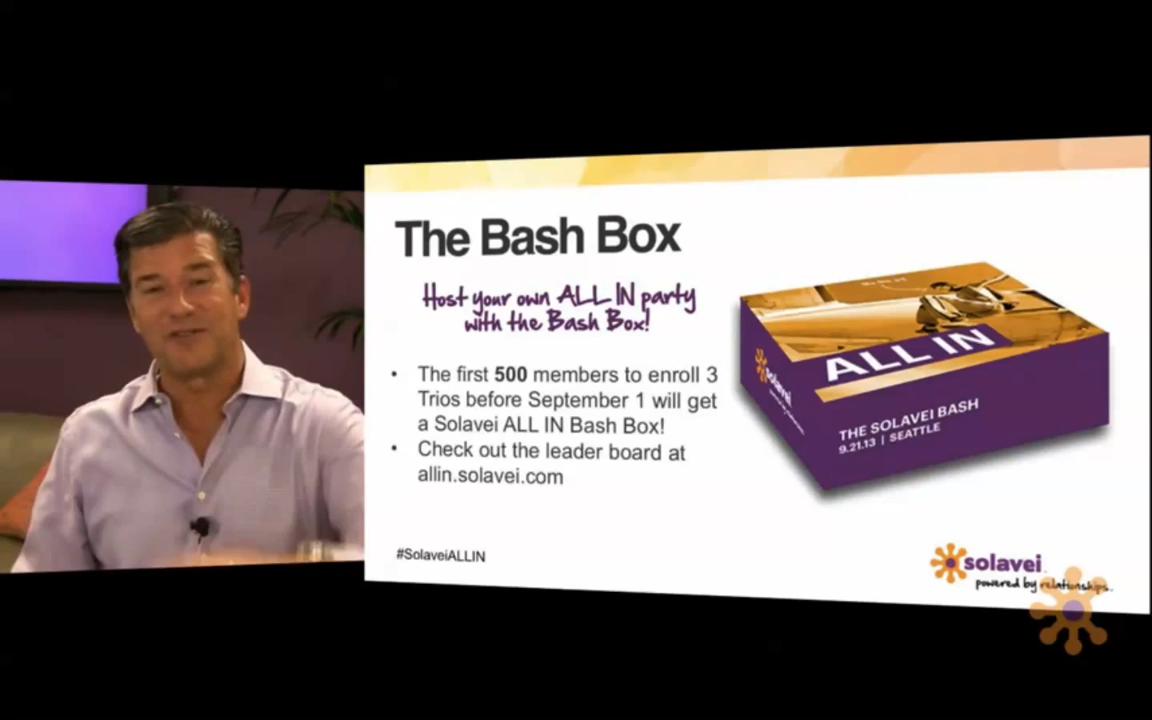 The Bash Box
Host your own ALL IN party
with the Bash Box!
• The first 500 members to enroll 3
Trios before September 1 will get
a Solavei ALL IN Bash Box!
• Check out the leader board at
allin.solavei.com
#SolaveiALLIN
solavei
ALL IN
THE SOLAVEI BASH
9.21.13 | SEATTLE
solavei
powered by relationships.